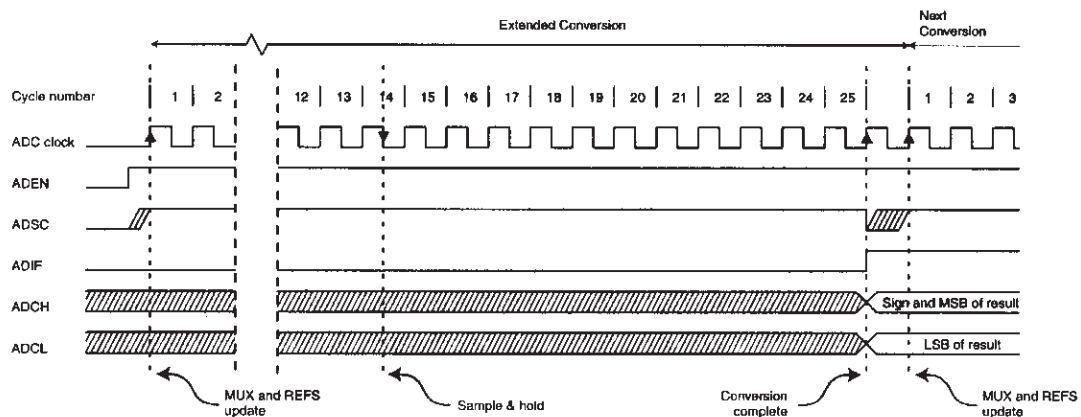 Extended Conversion
Next
Conversion
Cycle number 1 2 12 13 14 15 16 17 18 19 20 21 22 23 24 25 1 2 3
ADC clock
ADEN
ADSC
ADIF
ADCH
Sign and MSB of result
ADCL
LSB of result
MUX and REFS
update
Sample & hold
Conversion
complete
MUX and REFS
update